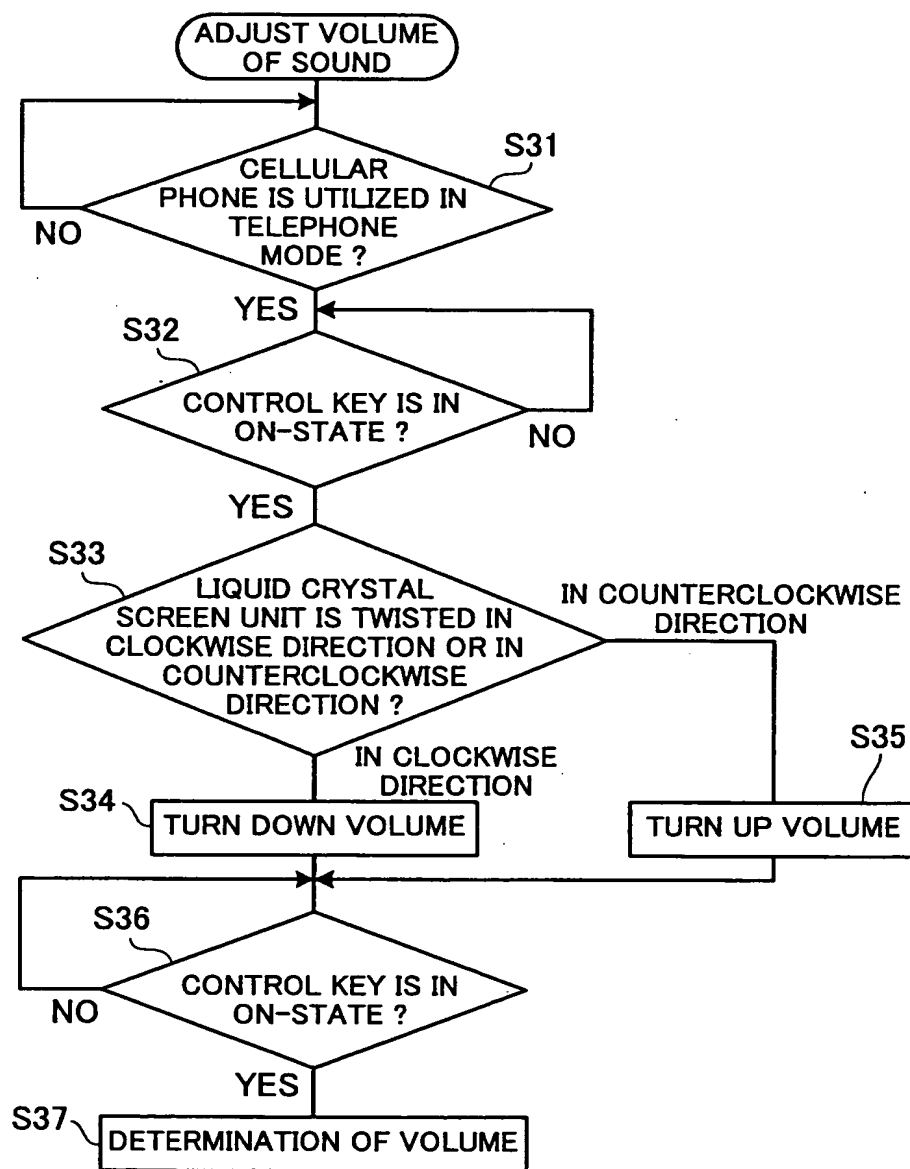 ADJUST VOLUME
OF SOUND
S31
CELLULAR
PHONE IS UTILIZED IN
TELEPHONE
MODE ?
NO
YES
S32
CONTROL KEY IS IN
ON-STATE ?
NO
YES
S33
LIQUID CRYSTAL
SCREEN UNIT IS TWISTED IN
CLOCKWISE DIRECTION OR IN
COUNTERCLOCKWISE
DIRECTION ?
IN COUNTERCLOCKWISE
DIRECTION
IN CLOCKWISE
DIRECTION
S34
TURN DOWN VOLUME
S35
TURN UP VOLUME
S36
CONTROL KEY IS IN
ON-STATE ?
NO
YES
S37
DETERMINATION OF VOLUME